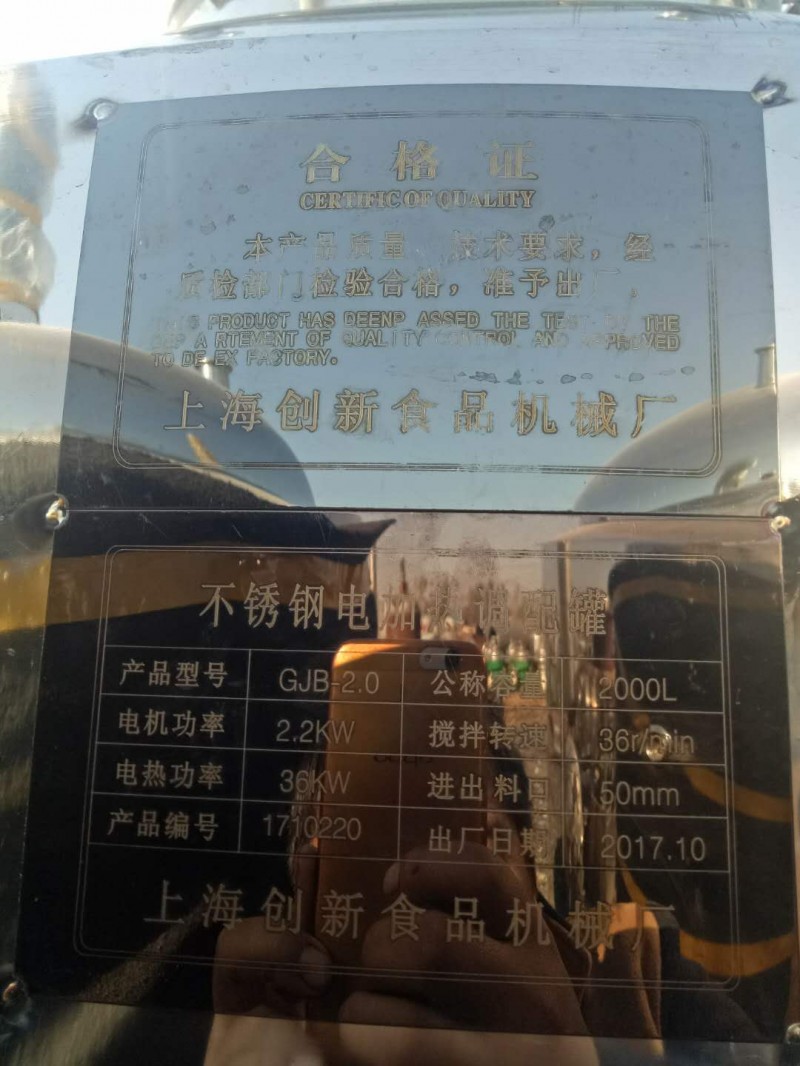 合格证
CERTIFIC OF QUALITY
本产品质量 技术要求，经
质检部门检验合格，准予出厂．
PRODUCT HAS DEENP ASSED THE THE
A RTEMENT OF QUALITY CONTROL AND APPROVED
TO DE EX FACTORY.
上海创新食品机械厂
不锈钢电加热调配罐
产品型号 GJB-2.0 公称容量 2000L
电机功率 2.2KW 搅拌转速 36r/min
电热功率 36KW 进出料口 50mm
产品编号 1710220 出厂日期 2017.10
上海创新食品机械厂